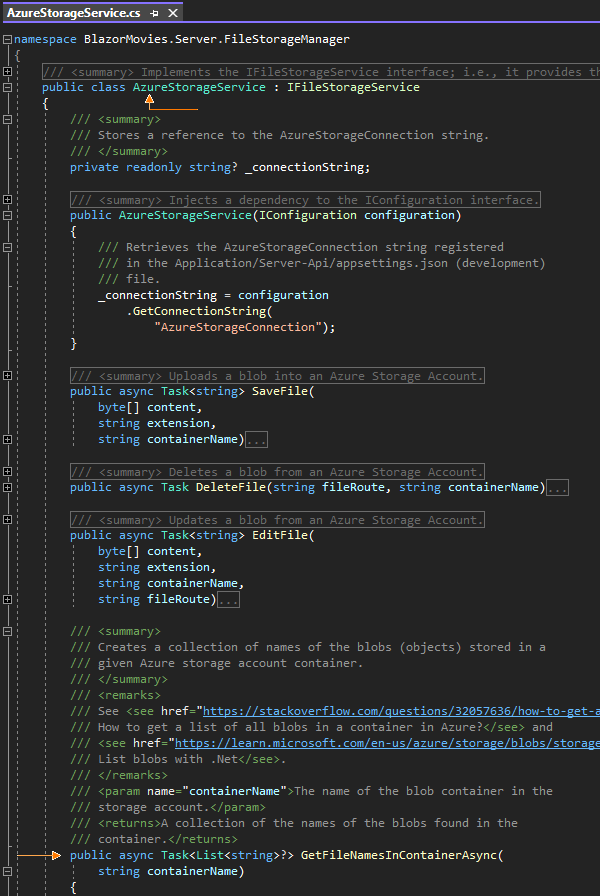 AzureStorageService.cs
namespace BlazorMovies.Server.FileStorageManager
{
/// <summary> Implements the IFileStorageService interface; i.e., it provides th
public class AzureStorageService : IFileStorageService
{
/// <summary>
/// Stores a reference to the AzureStorageConnection string.
/// </summary>
private readonly string? _connectionString;
/// <summary> Injects a dependency to the IConfiguration interface.
public AzureStorageService(IConfiguration configuration)
{
/// Retrieves the AzureStorageConnection string registered
/// in the Application/Server-Api/appsettings.json (development)
/// file.
_connectionString = configuration
.GetConnectionString(
"AzureStorageConnection");
}
/// <summary> Uploads a blob into an Azure Storage Account.
public async Task<string> SaveFile(
byte[] content,
string extension,
string containerName)...
/// <summary> Deletes a blob from an Azure Storage Account.
public async Task DeleteFile(string fileRoute, string containerName)...
/// <summary> Updates a blob from an Azure Storage Account.
public async Task<string> EditFile(
byte[] content,
string extension,
string containerName,
string fileRoute)...
/// <summary>
/// Creates a collection of names of the blobs (objects) stored in a
/// given Azure storage account container.
/// </summary>
/// <remarks>
/// See <see href="https://stackoverflow.com/questions/32057636/how-to-get-a
/// How to get a list of all blobs in a container in Azure?</see> and
/// <see href="https://learn.microsoft.com/en-us/azure/storage/blobs/storage
/// List blobs with .Net</see>.
/// </remarks>
/// <param name="containerName">The name of the blob container in the
/// storage account.</param>
/// <returns>A collection of the names of the blobs found in the
/// container.</returns>
public async Task<List<string>?> GetFileNamesInContainerAsync(
string containerName)
{